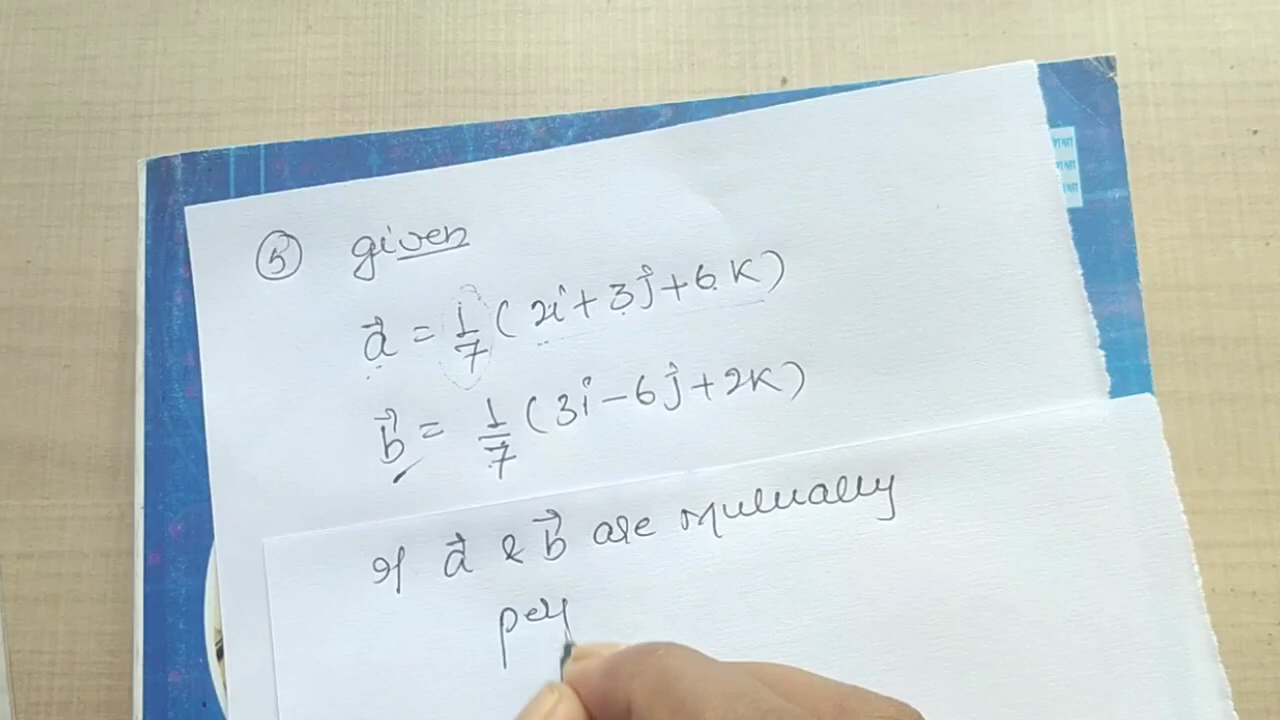 5 given
a⃗ = 1/7 (2i + 3j + 6k)
b⃗ = 1/7 (3i - 6j + 2k)
If a⃗ & b⃗ are mutually
per